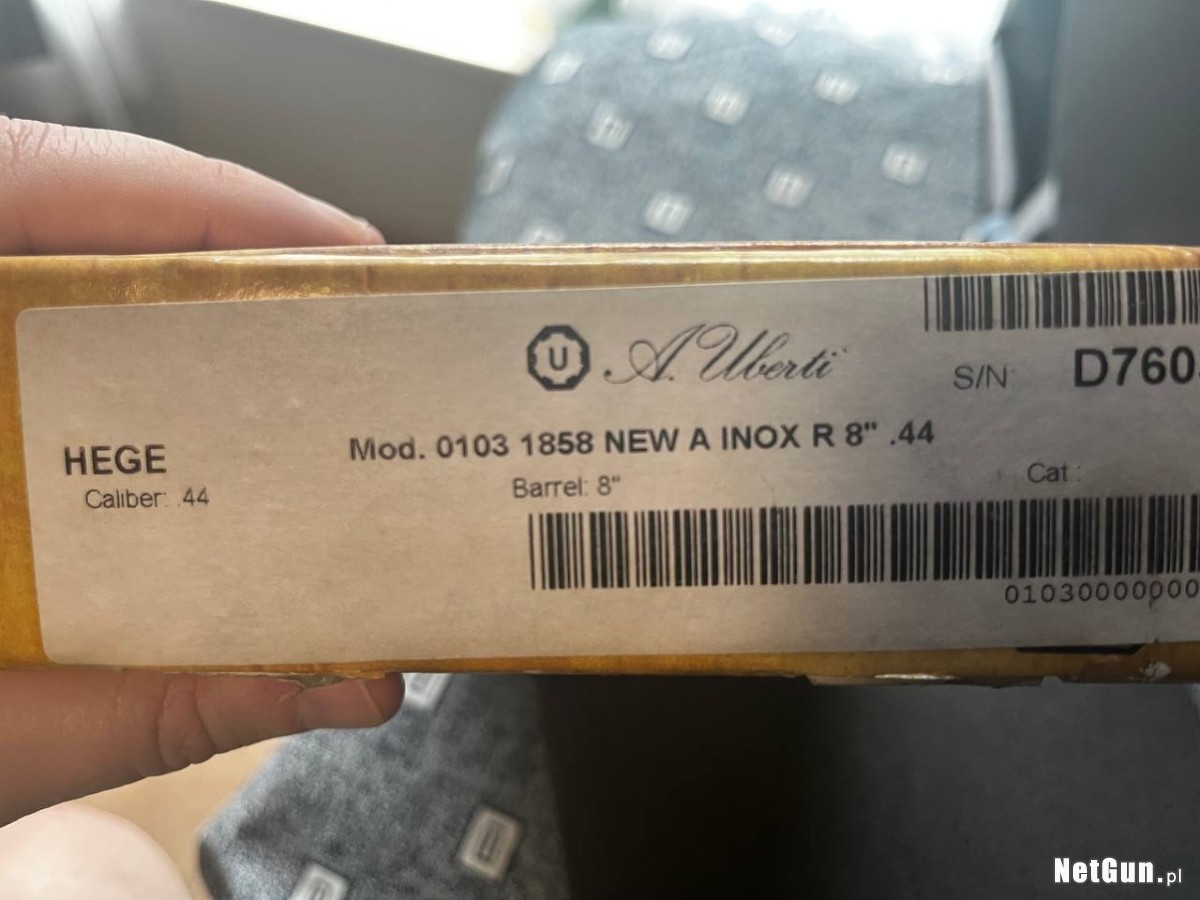 U A. Uberti
S/N: D760
HEGE
Mod. 0103 1858 NEW A INOX R 8" .44
Caliber: .44
Barrel: 8"
Cat.:
01030000000
NetGun.pl